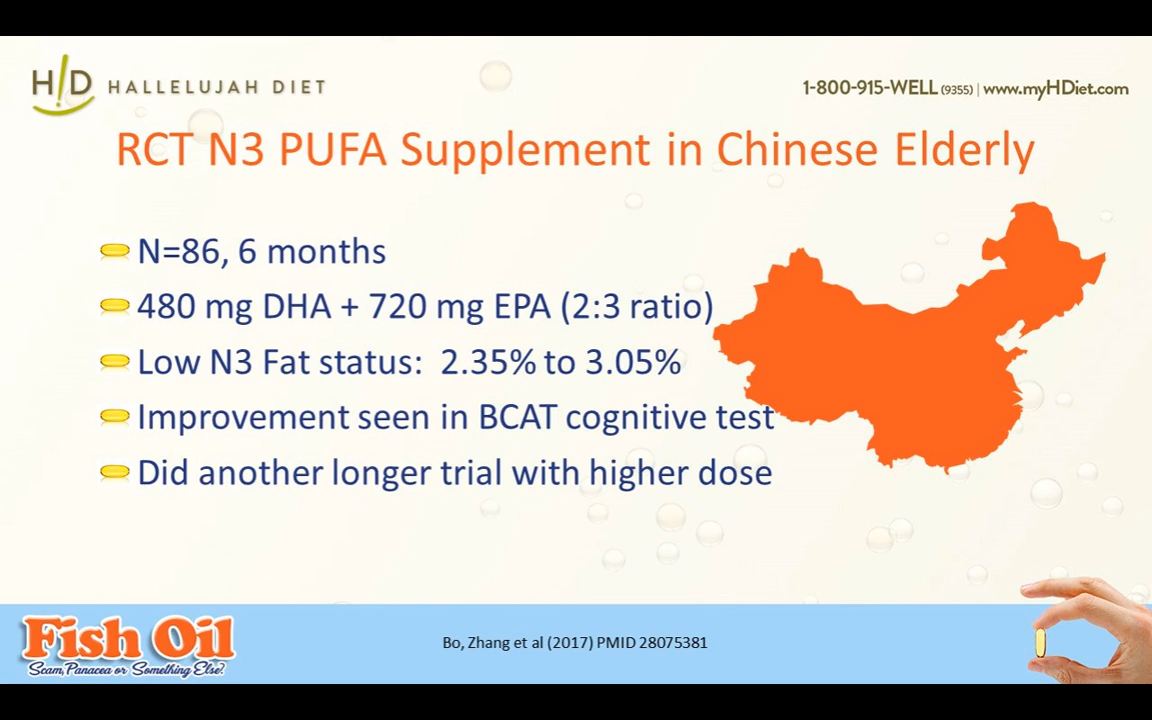 H!D HALLELUJAH DIET
1-800-915-WELL (9355) | www.myHDiet.com
RCT N3 PUFA Supplement in Chinese Elderly
N=86, 6 months
480 mg DHA + 720 mg EPA (2:3 ratio)
Low N3 Fat status: 2.35% to 3.05%
Improvement seen in BCAT cognitive test
Did another longer trial with higher dose
Fish Oil
Scam, Panacea or Something Else?
Bo, Zhang et al (2017) PMID 28075381